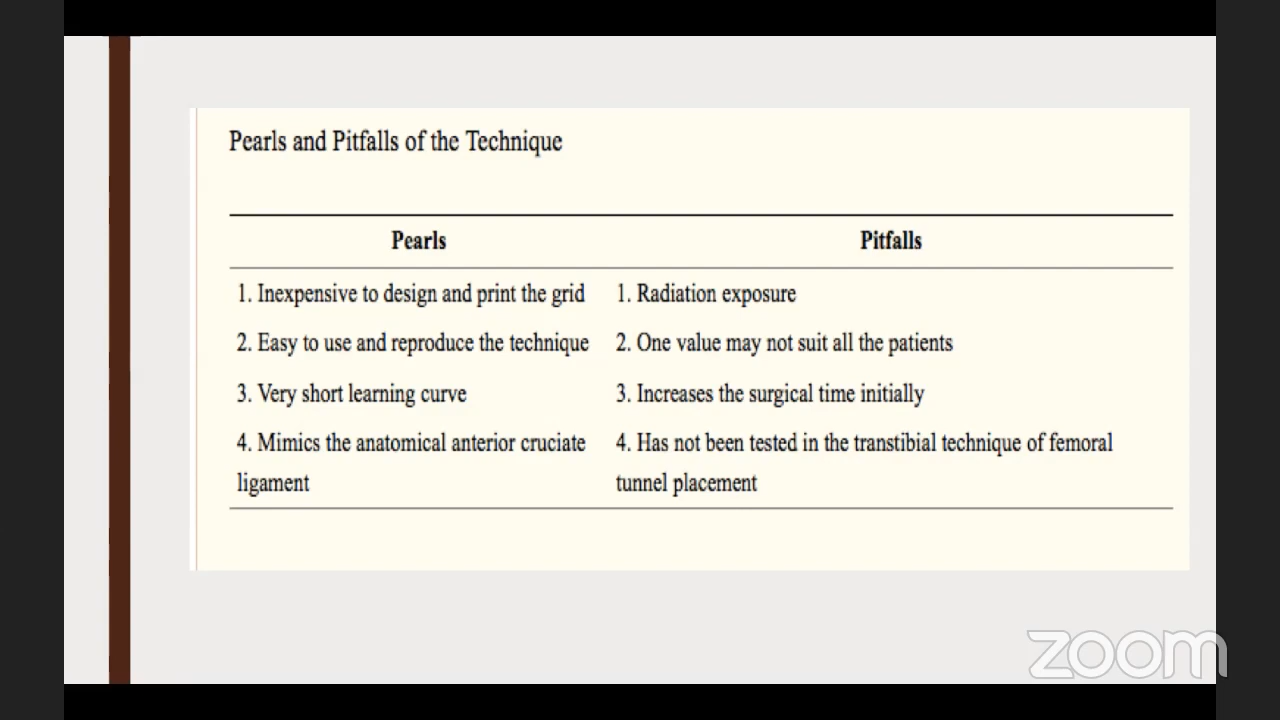 Pearls and Pitfalls of the Technique
Pearls
Pitfalls
1. Inexpensive to design and print the grid
1. Radiation exposure
2. Easy to use and reproduce the technique
2. One value may not suit all the patients
3. Very short learning curve
3. Increases the surgical time initially
4. Mimics the anatomical anterior cruciate
ligament
4. Has not been tested in the transtibial technique of femoral
tunnel placement
zoom